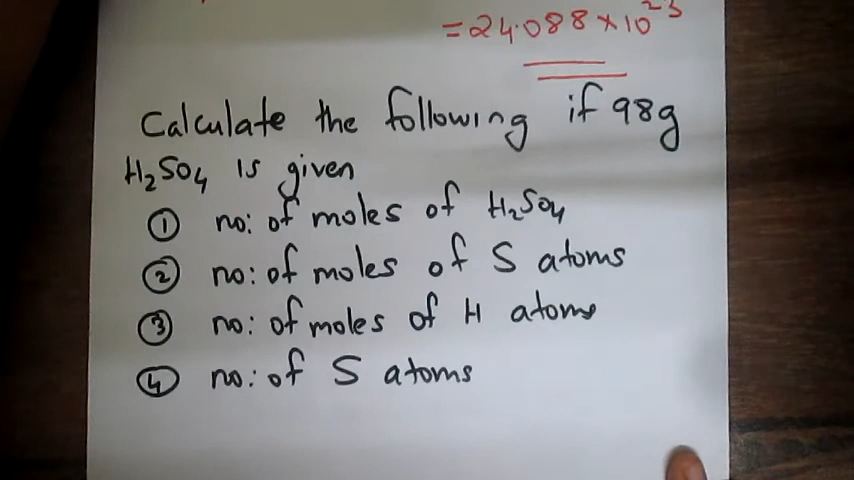 =24.088×10²³
Calculate the following if 98g
H₂SO₄ is given
① no: of moles of H₂SO₄
② no: of moles of S atoms
③ no: of moles of H atoms
④ no: of S atoms